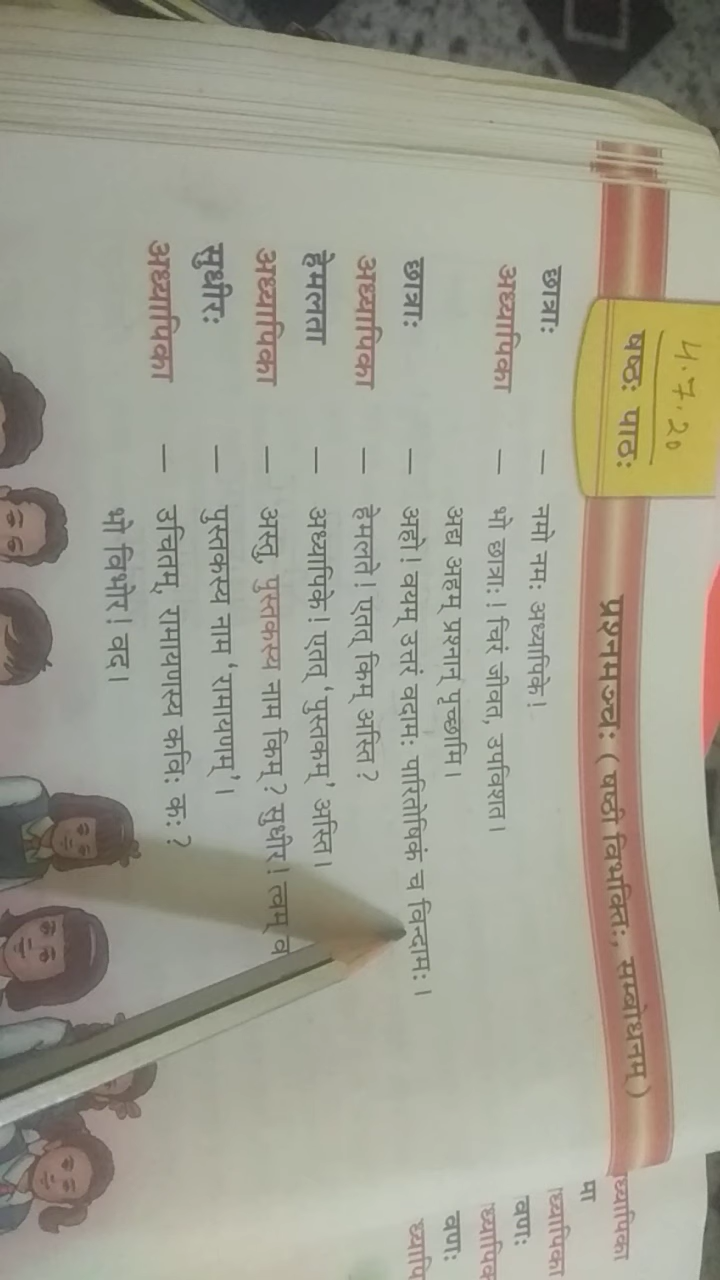 4.7.20
षष्ठः पाठः
प्रश्नमञ्चः ( षष्ठी विभक्तिः, सम्बोधनम् )
छात्राः — नमो नमः अध्यापिके !
अध्यापिका — भो छात्राः ! चिरं जीवत, उपविशत।
अद्य अहम् प्रश्नान् पृच्छामि।
छात्राः — अहो ! वयम् उत्तरं वदामः पारितोषिकं च विन्दामः।
अध्यापिका — हेमलते ! एतत् किम् अस्ति ?
हेमलता — अध्यापिके ! एतत् 'पुस्तकम्' अस्ति।
अध्यापिका — अस्तु, पुस्तकस्य नाम किम् ? सुधीर ! त्वम् व
सुधीरः — पुस्तकस्य नाम 'रामायणम्'।
अध्यापिका — उचितम्, रामायणस्य कविः कः ?
भो विभोर ! वद।
ध्यापिका
मा
ध्यापिका
वणः
ध्यापिक
वणः
ध्यापि